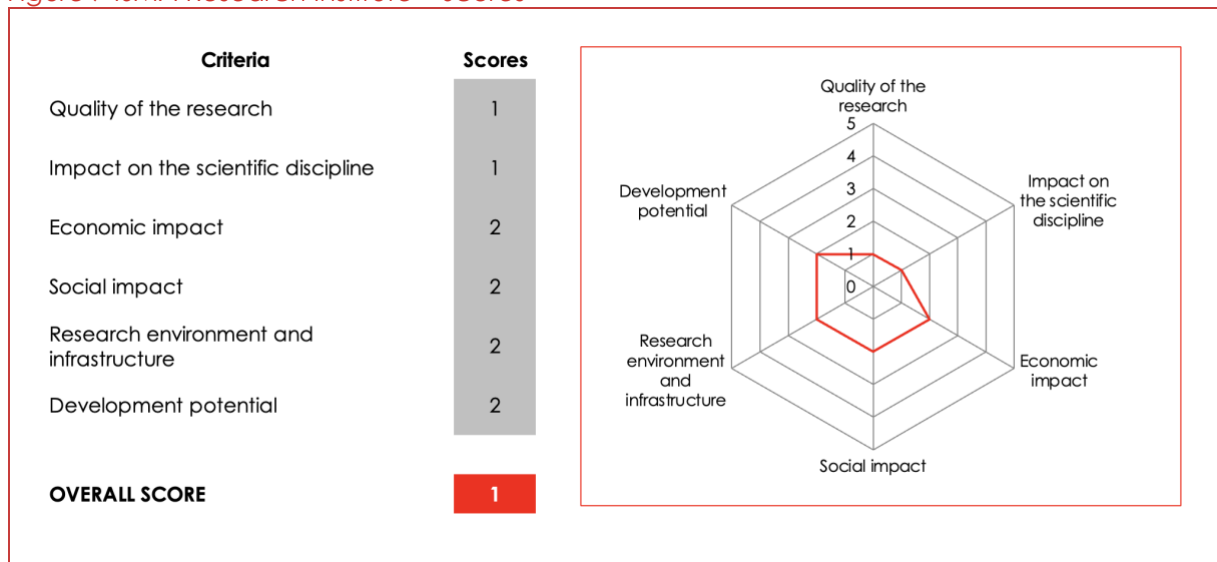 Criteria Scores
Quality of the research 1
Impact on the scientific discipline 1
Economic impact 2
Social impact 2
Research environment and
infrastructure 2
Development potential 2
OVERALL SCORE 1
Quality of the
research
5
4
3
2
1
0
Impact on
the scientific
discipline
Economic
impact
Social impact
Research
environment
and
infrastructure
Development
potential